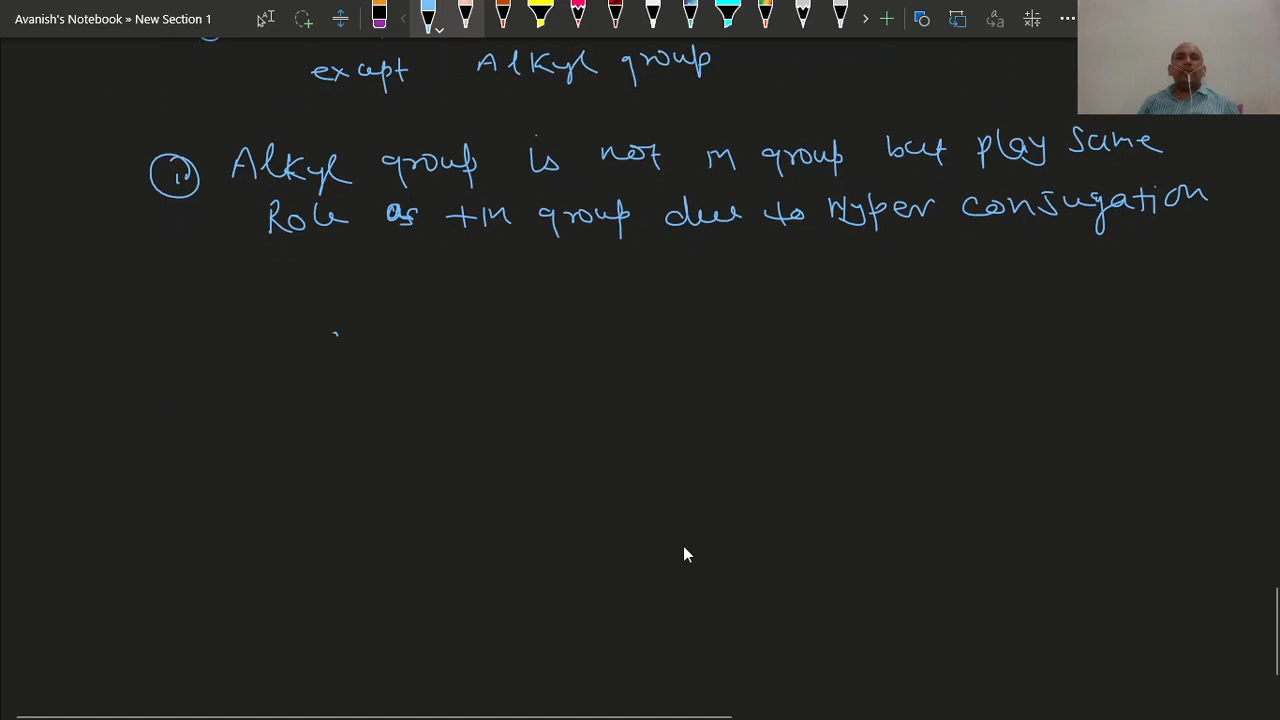 Avanish's Notebook » New Section 1
exapt Alkyl group
Alkyl group is not m group but play same
Role as +m group due to Hyper conjugation